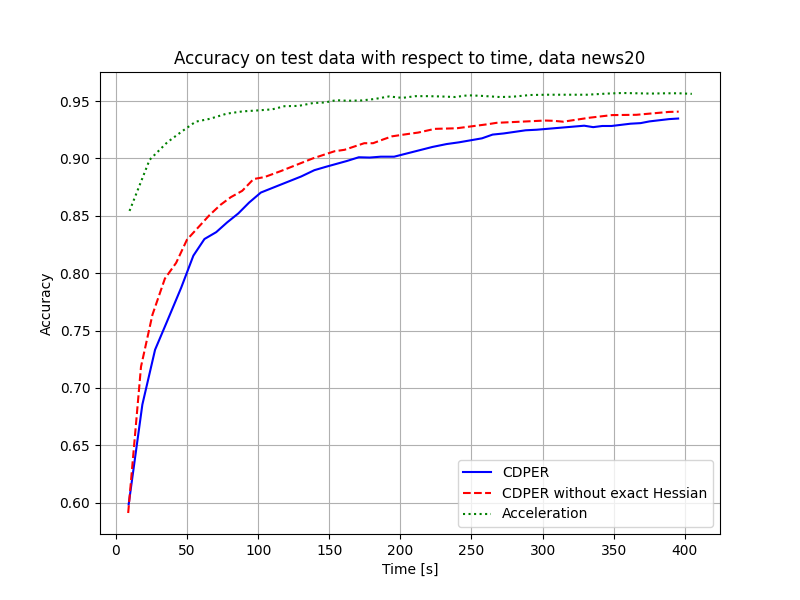 Accuracy on test data with respect to time, data news20
Accuracy
0.95
0.90
0.85
0.80
0.75
0.70
0.65
0.60
CDPER
CDPER without exact Hessian
Acceleration
0 50 100 150 200 250 300 350 400
Time [s]